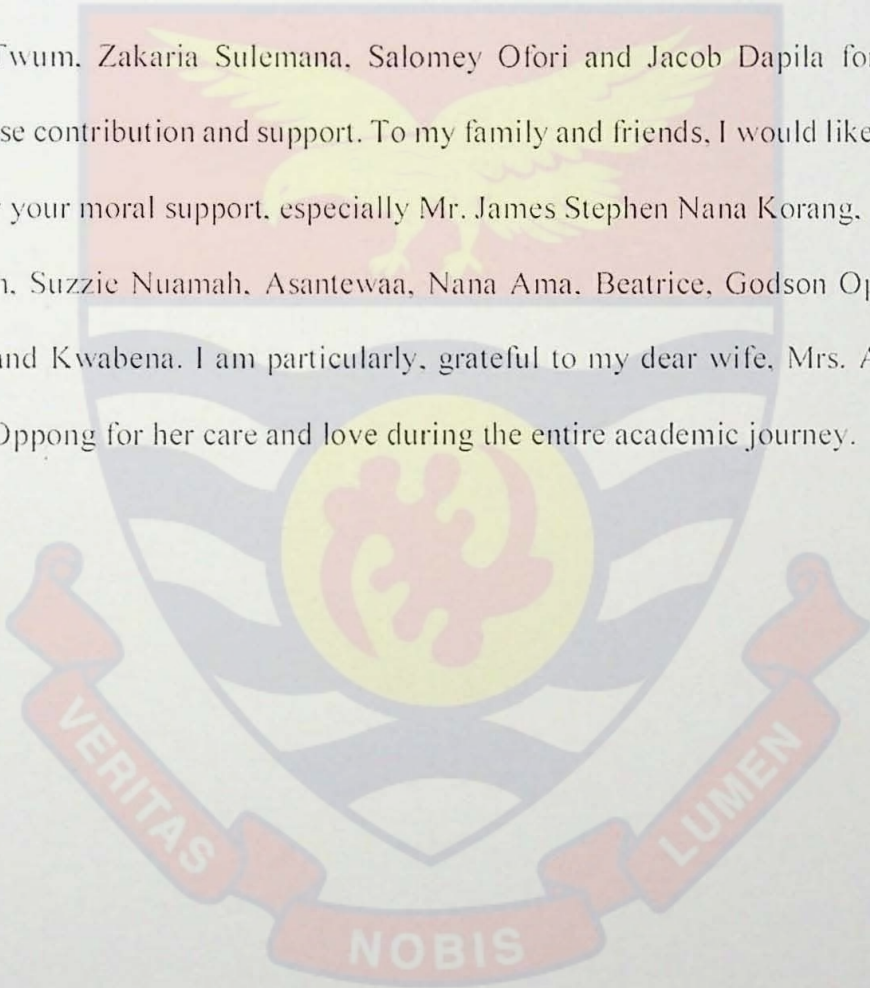 Twum. Zakaria Sulemana. Salomey Ofori and Jacob Dapila for
se contribution and support. To my family and friends, I would like
your moral support. especially Mr. James Stephen Nana Korang.
Suzzie Nuamah. Asantewaa, Nana Ama. Beatrice, Godson Op
and Kwabena. I am particularly, grateful to my dear wife, Mrs. A
Oppong for her care and love during the entire academic journey.
VERITAS
NOBIS
LUMEN